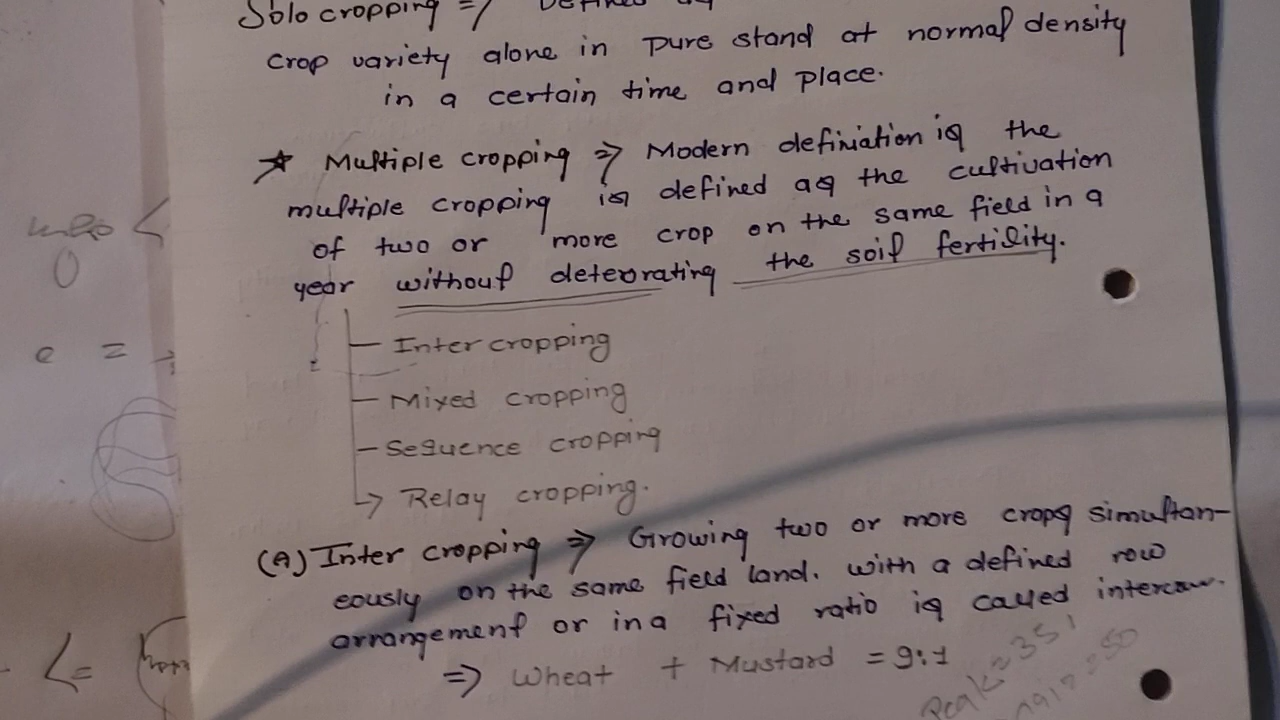 Solo cropping => Defined as
crop variety alone in pure stand at normal density
in a certain time and place.
★ Multiple cropping => Modern definiation is the
multiple cropping is defined as the cultivation
of two or more crop on the same field in a
year without deteorating the soil fertility.
- Inter cropping
- Mixed cropping
- Sequence cropping
-> Relay cropping.
(A) Inter cropping => Growing two or more crops simultan-
eously on the same field land. with a defined row
arrangement or in a fixed ratio is called
=> Wheat + Mustard = 9:1
e =